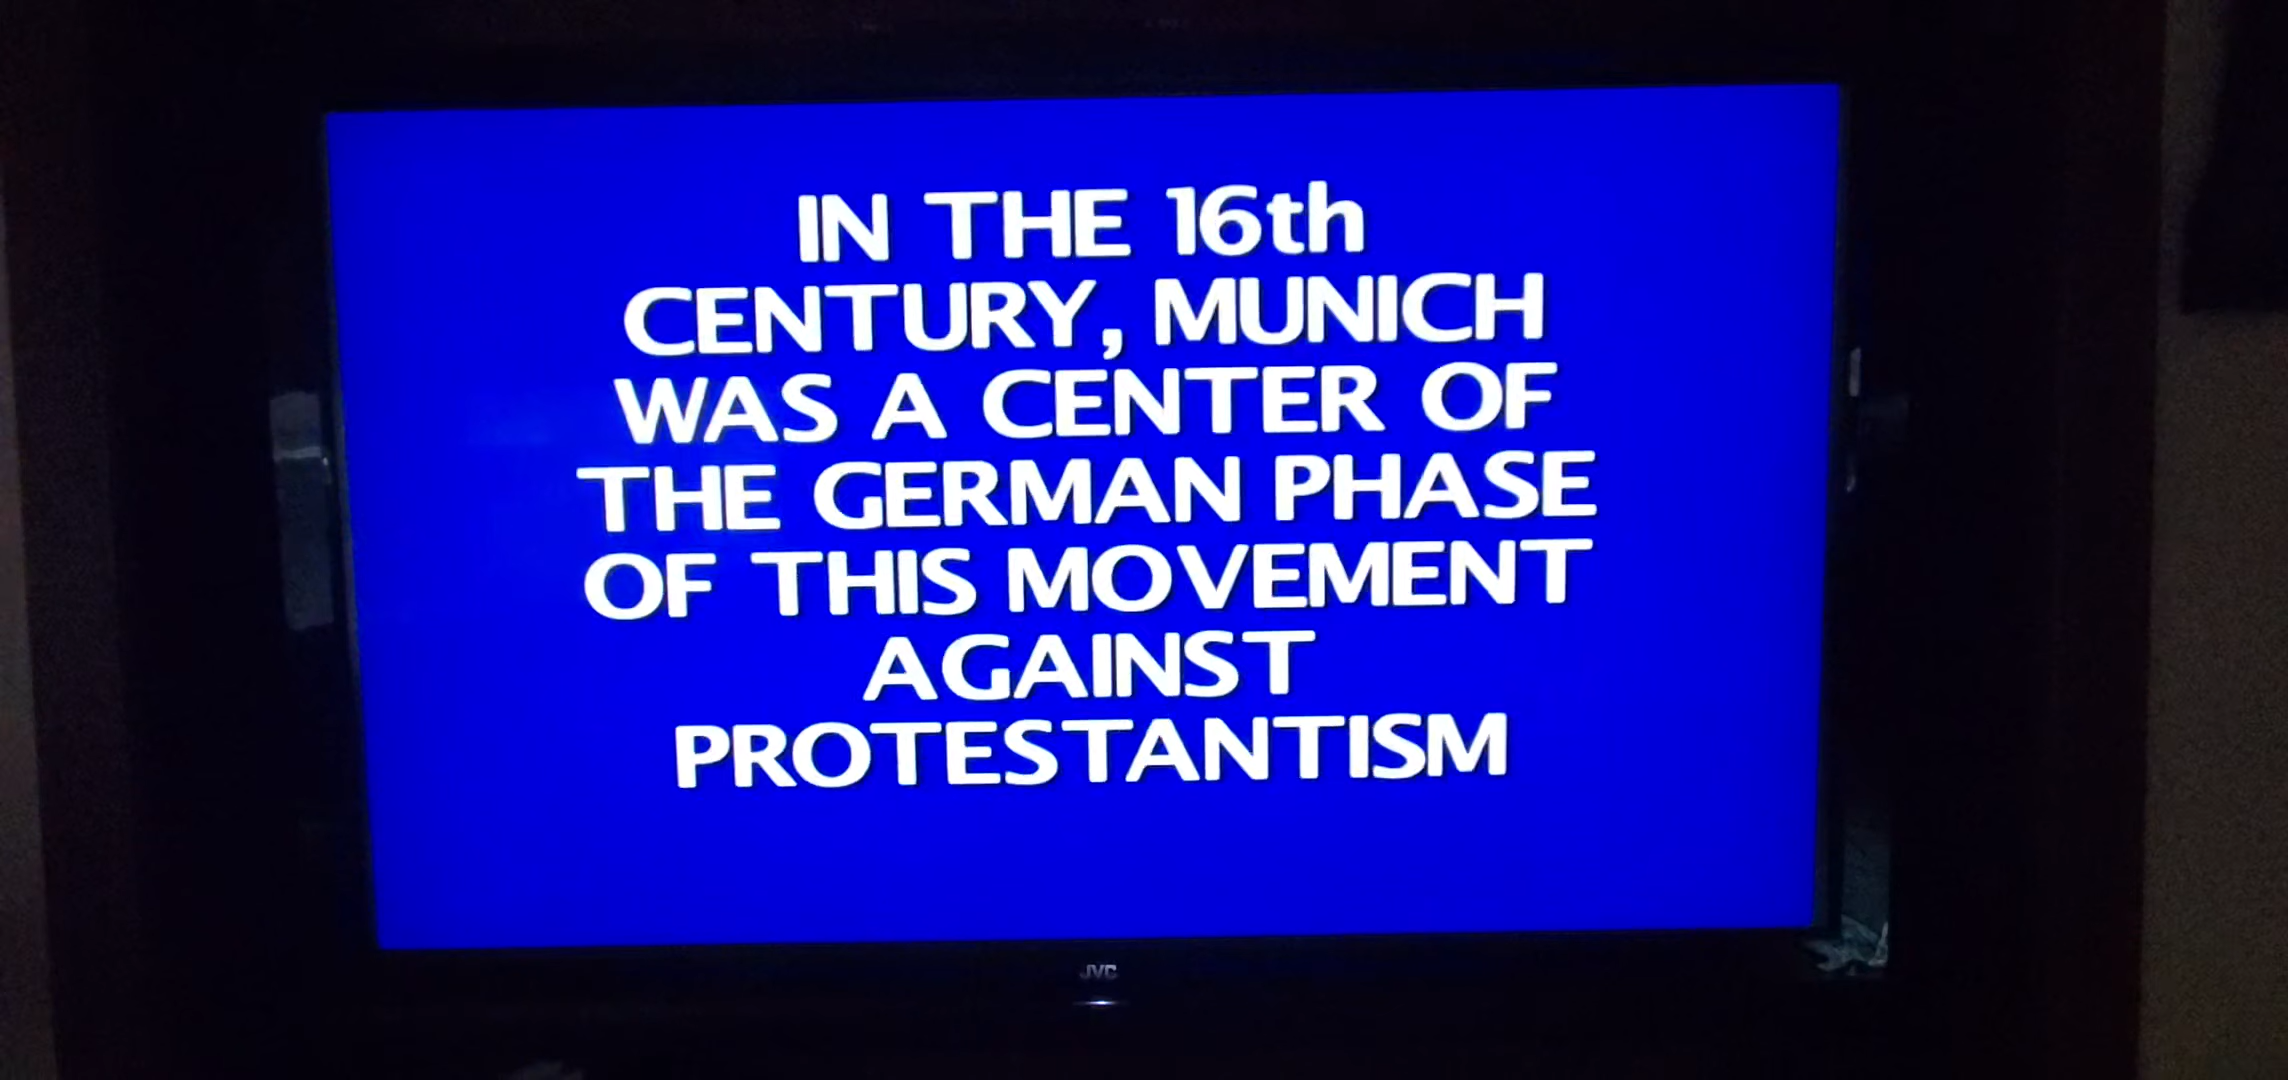 IN THE 16th
CENTURY, MUNICH
WAS A CENTER OF
THE GERMAN PHASE
OF THIS MOVEMENT
AGAINST
PROTESTANTISM
JVC